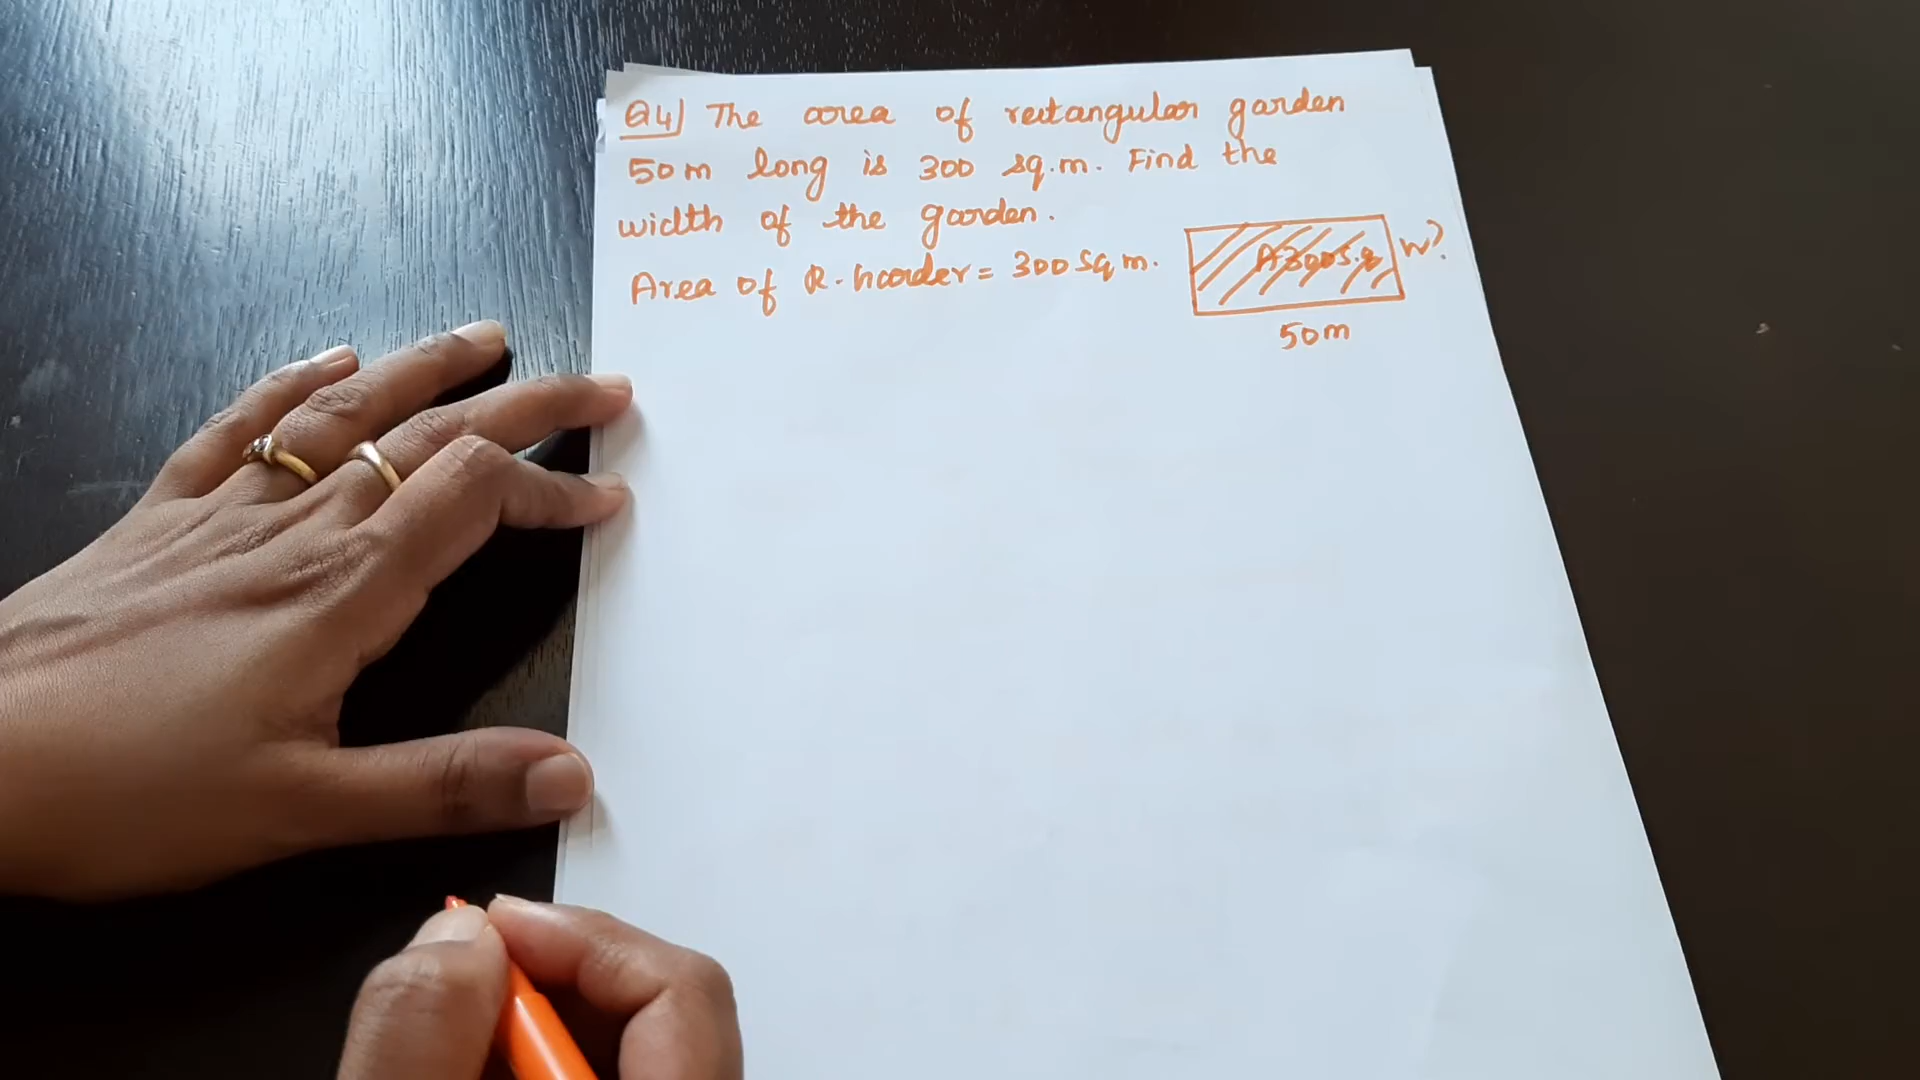 Q4) The area of rectangular garden
50m long is 300 sq.m. Find the
width of the garden.
Area of R. = 300 sq m.
A 300 s.q
W?
50m